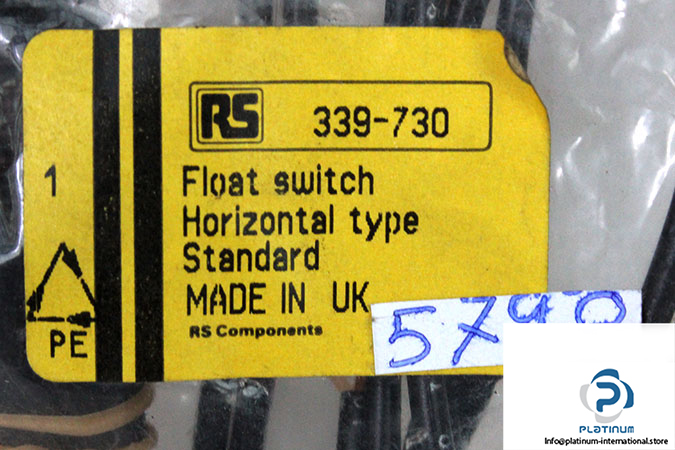 RS 339-730
1
Float switch
Horizontal type
Standard
MADE IN UK
RS Components
PE
PLATINUM
Info@platinum-international.store